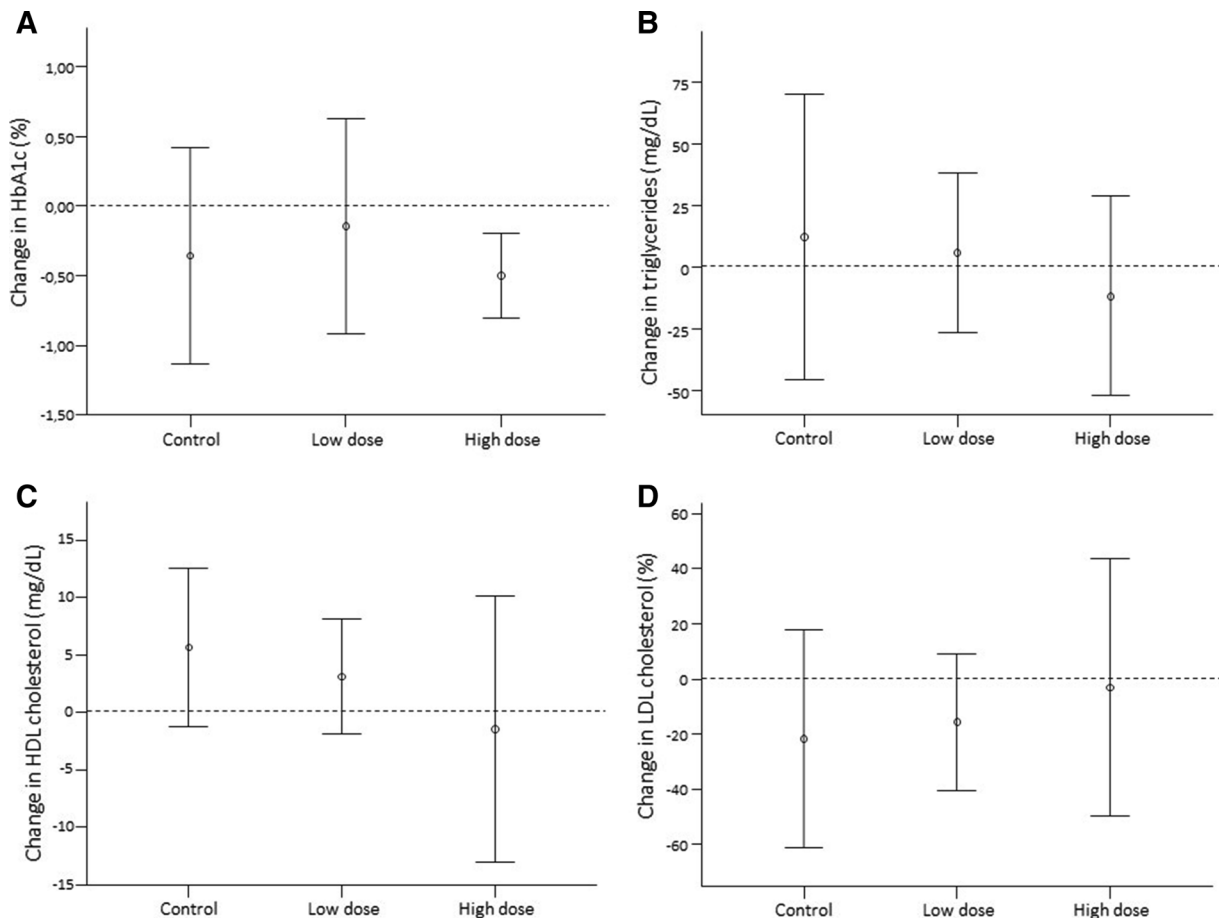 A
Change in HbA1c (%)
1,00
0,50
0,00
-0,50
-1,00
-1,50
Control Low dose High dose
B
Change in triglycerides (mg/dL)
75
50
25
0
-25
-50
Control Low dose High dose
C
Change in HDL cholesterol (mg/dL)
15
10
5
0
-5
-10
-15
Control Low dose High dose
D
Change in LDL cholesterol (%)
60
40
20
0
-20
-40
-60
Control Low dose High dose